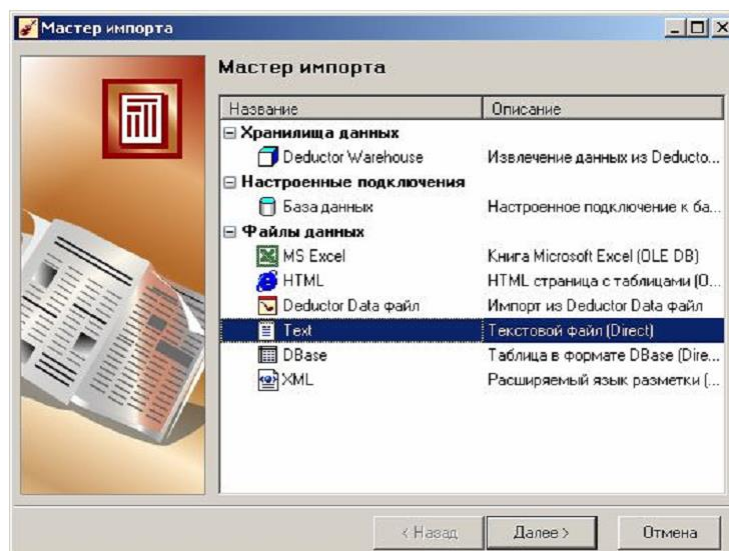 Мастер импорта
Мастер импорта
Название Описание
Хранилища данных
Deductor Warehouse Извлечение данных из Deducto...
Настроенные подключения
База данных Настроенное подключение к ба...
Файлы данных
MS Excel Книга Microsoft Excel (OLE DB)
HTML HTML страница с таблицами (O...
Deductor Data файл Импорт из Deductor Data файл
Text Текстовой файл (Direct)
DBase Таблица в формате DBase (Dire...
XML Расширяемый язык разметки (...
< Назад Далее > Отмена